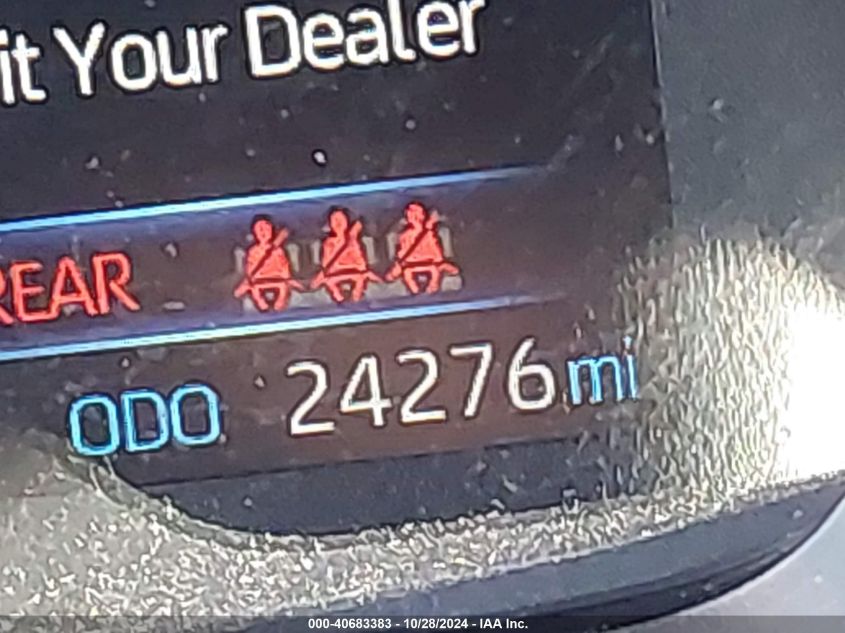 it Your Dealer
REAR
ODO 24276 mi
000-40683383 - 10/28/2024 - IAA Inc.